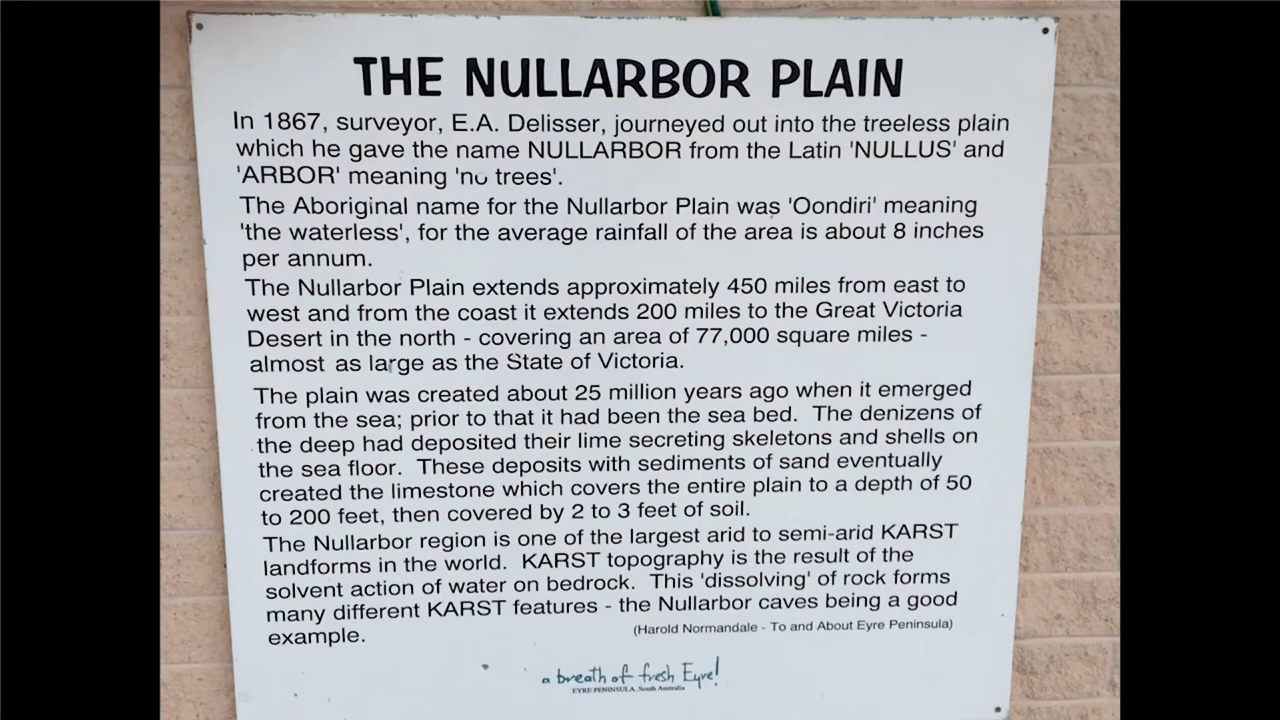 THE NULLARBOR PLAIN
In 1867, surveyor, E.A. Delisser, journeyed out into the treeless plain
which he gave the name NULLARBOR from the Latin 'NULLUS' and
'ARBOR' meaning 'no trees'.
The Aboriginal name for the Nullarbor Plain was 'Oondiri' meaning
'the waterless', for the average rainfall of the area is about 8 inches
per annum.
The Nullarbor Plain extends approximately 450 miles from east to
west and from the coast it extends 200 miles to the Great Victoria
Desert in the north - covering an area of 77,000 square miles -
almost as large as the State of Victoria.
The plain was created about 25 million years ago when it emerged
from the sea; prior to that it had been the sea bed. The denizens of
the deep had deposited their lime secreting skeletons and shells on
the sea floor. These deposits with sediments of sand eventually
created the limestone which covers the entire plain to a depth of 50
to 200 feet, then covered by 2 to 3 feet of soil.
The Nullarbor region is one of the largest arid to semi-arid KARST
landforms in the world. KARST topography is the result of the
solvent action of water on bedrock. This 'dissolving' of rock forms
many different KARST features - the Nullarbor caves being a good
example.
(Harold Normandale - To and About Eyre Peninsula)
a breath of fresh Eyre!
EYRE PENINSULA, South Australia